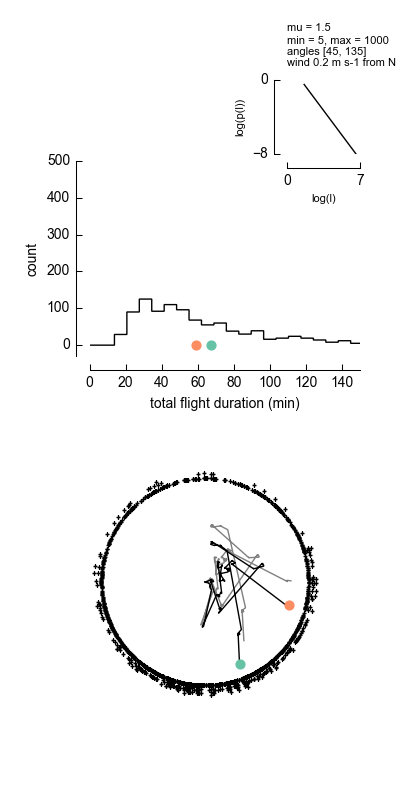 mu = 1.5
min = 5, max = 1000
angles [45, 135]
wind 0.2 m s-1 from N
0
log(p(l))
−8
0
7
log(l)
500
400
300
200
100
0
count
0 20 40 60 80 100 120 140
total flight duration (min)